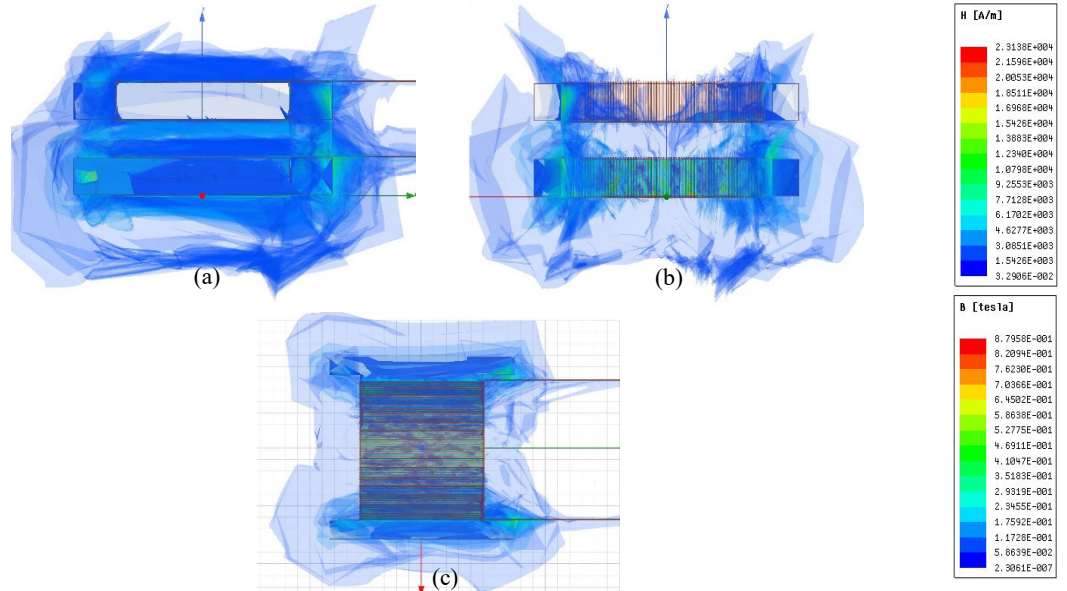 H [A/m]
2.3138E+004
2.1596E+004
2.0053E+004
1.8511E+004
1.6968E+004
1.5426E+004
1.3883E+004
1.2340E+004
1.0798E+004
9.2553E+003
7.7128E+003
6.1702E+003
4.6277E+003
3.0851E+003
1.5426E+003
3.2906E-002
(a)
(b)
B [tesla]
8.7958E-001
8.2094E-001
7.6230E-001
7.0366E-001
6.4502E-001
5.8638E-001
5.2775E-001
4.6911E-001
4.1047E-001
3.5183E-001
2.9319E-001
2.3455E-001
1.7592E-001
1.1728E-001
5.8639E-002
2.3061E-007
(c)